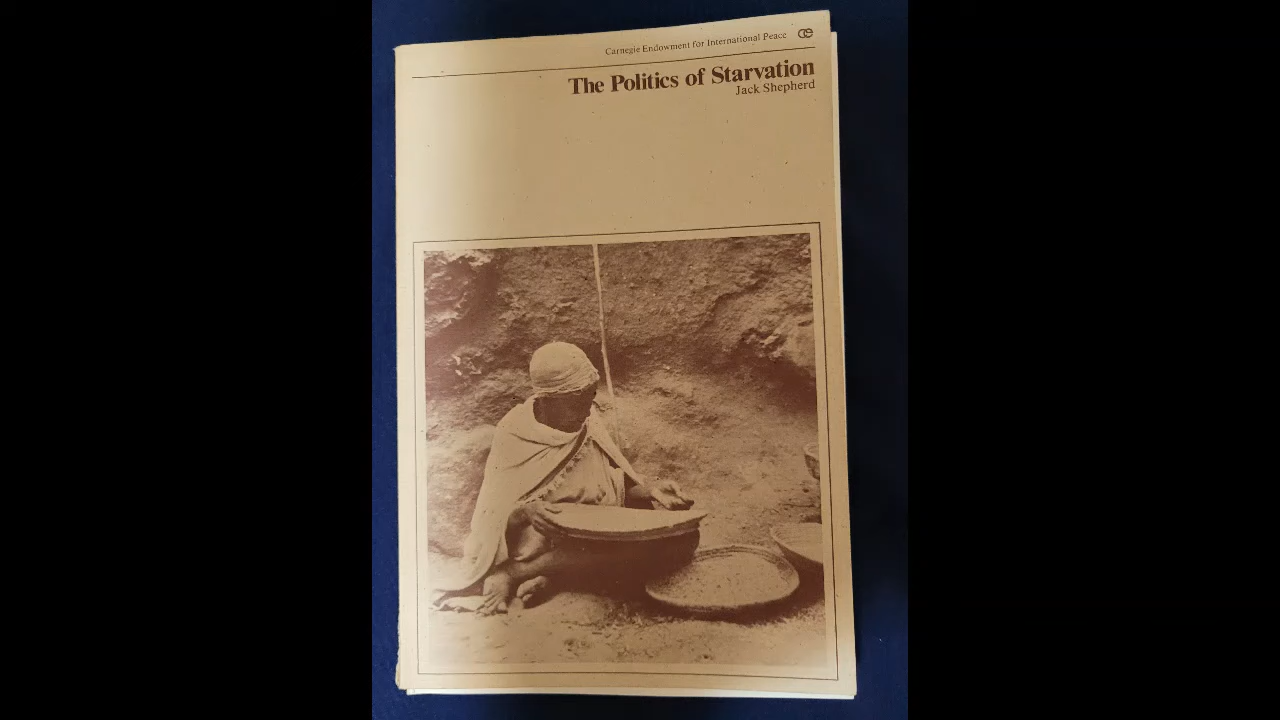 Carnegie Endowment for International Peace
The Politics of Starvation
Jack Shepherd